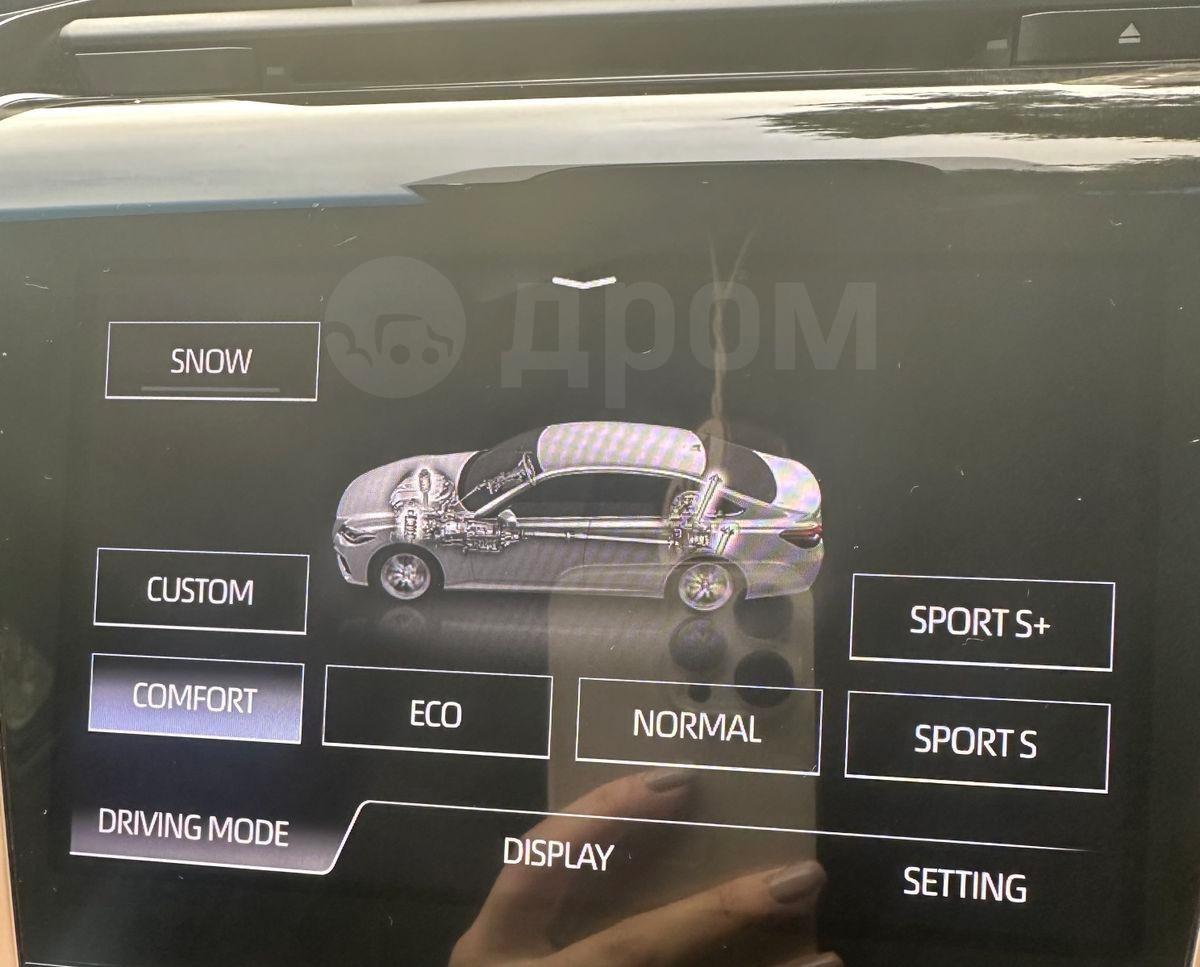 дром
SNOW
CUSTOM
SPORT S+
COMFORT
ECO
NORMAL
SPORT S
DRIVING MODE
DISPLAY
SETTING